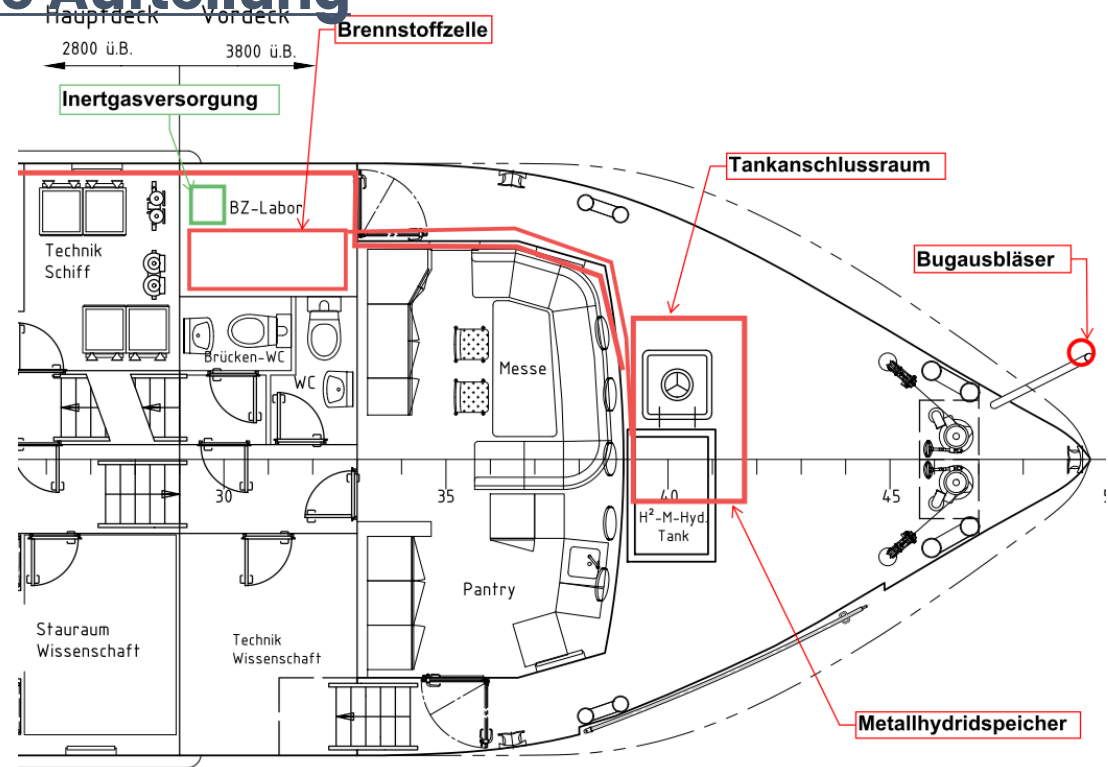 Aufteilung
Hauptdeck Vordeck
2800 ü.B. 3800 ü.B.
Brennstoffzelle
Inertgasversorgung
Tankanschlussraum
Bugausbläser
BZ-Labor
Technik
Schiff
Brücken-WC
WC
Messe
30
35
40
45
H²-M-Hyd.
Tank
Pantry
Stauraum
Wissenschaft
Technik
Wissenschaft
Metallhydridspeicher